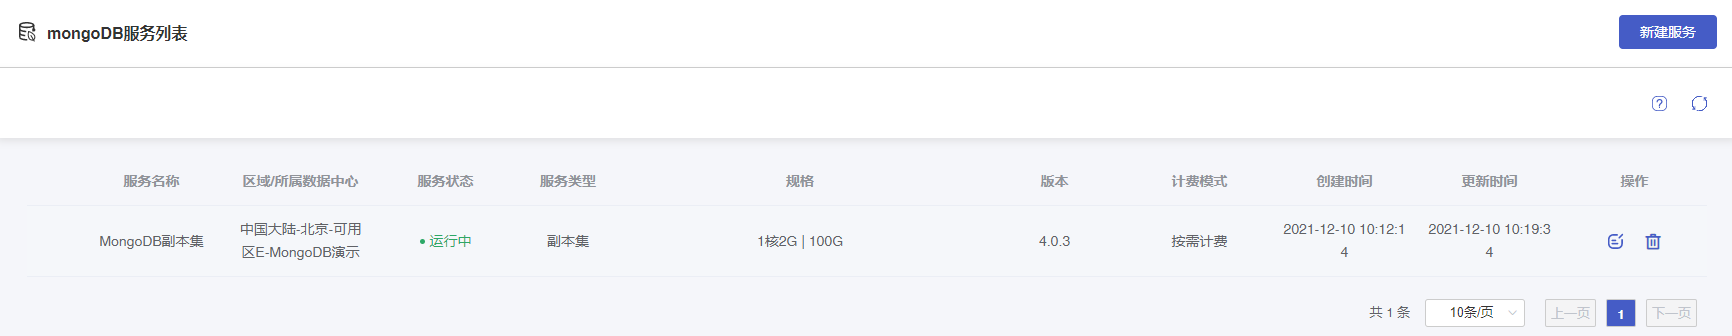 mongoDB服务列表
新建服务
服务名称 区域/所属数据中心 服务状态 服务类型 规格 版本 计费模式 创建时间 更新时间 操作
MongoDB副本集 中国大陆-北京-可用 运行中 副本集 1核2G | 100G 4.0.3 按需计费 2021-12-10 10:12:1 2021-12-10 10:19:3
区E-MongoDB演示 4 4
共 1 条 10条/页 上一页 1 下一页